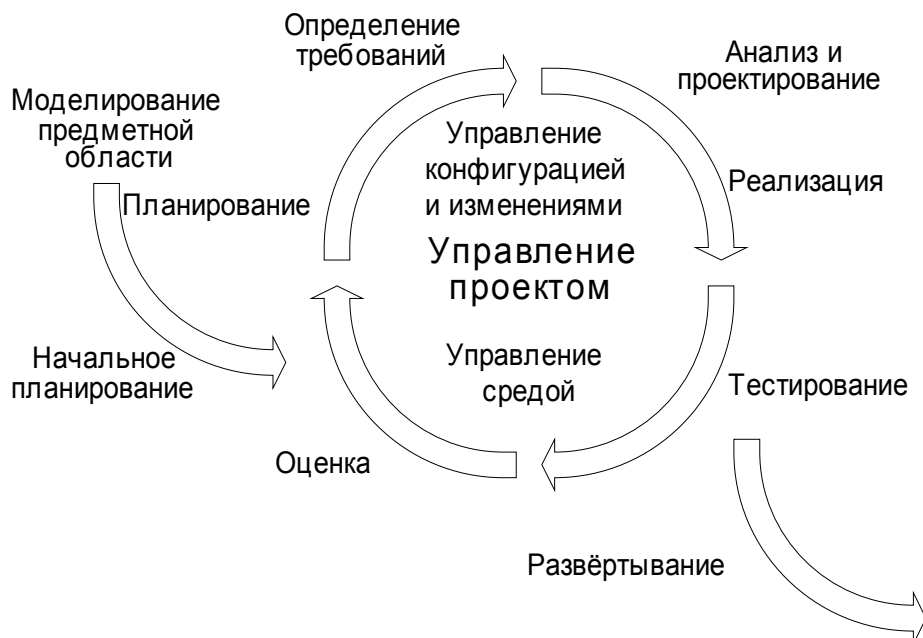 Определение
требований
Анализ и
проектирование
Моделирование
предметной
области
Управление
конфигурацией
и изменениями
Планирование
Реализация
Управление
проектом
Начальное
планирование
Управление
средой
Тестирование
Оценка
Развёртывание